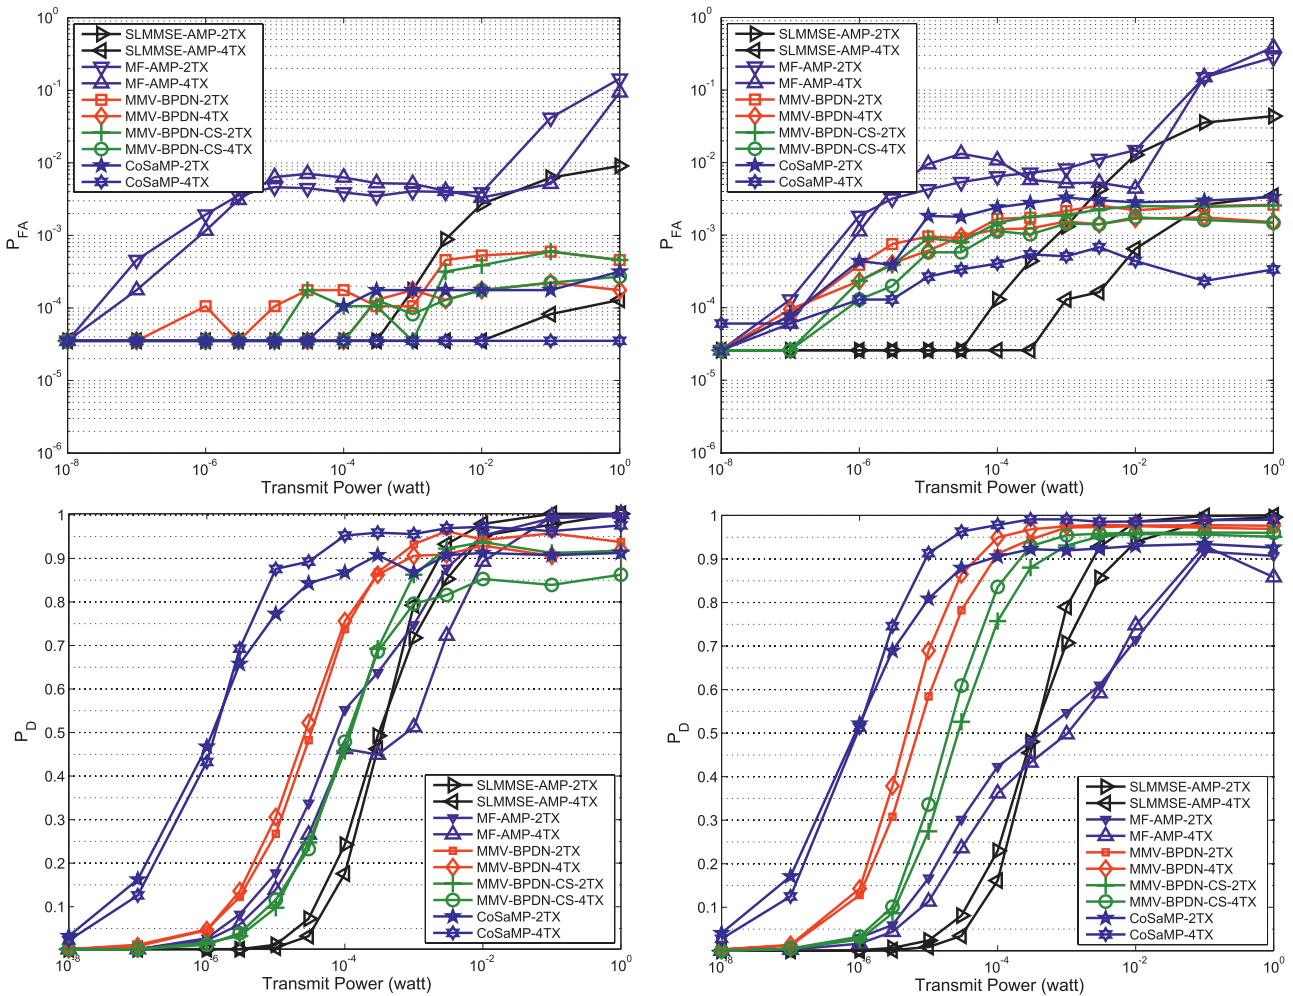 10^0
10^-1
10^-2
10^-3
10^-4
10^-5
10^-6
P_FA
SLMMSE-AMP-2TX
SLMMSE-AMP-4TX
MF-AMP-2TX
MF-AMP-4TX
MMV-BPDN-2TX
MMV-BPDN-4TX
MMV-BPDN-CS-2TX
MMV-BPDN-CS-4TX
CoSaMP-2TX
CoSaMP-4TX
10^-8 10^-6 10^-4 10^-2 10^0
Transmit Power (watt)
10^0
10^-1
10^-2
10^-3
10^-4
10^-5
10^-6
P_FA
SLMMSE-AMP-2TX
SLMMSE-AMP-4TX
MF-AMP-2TX
MF-AMP-4TX
MMV-BPDN-2TX
MMV-BPDN-4TX
MMV-BPDN-CS-2TX
MMV-BPDN-CS-4TX
CoSaMP-2TX
CoSaMP-4TX
10^-8 10^-6 10^-4 10^-2 10^0
Transmit Power (watt)
1
0.9
0.8
0.7
0.6
0.5
0.4
0.3
0.2
0.1
P_D
SLMMSE-AMP-2TX
SLMMSE-AMP-4TX
MF-AMP-2TX
MF-AMP-4TX
MMV-BPDN-2TX
MMV-BPDN-4TX
MMV-BPDN-CS-2TX
MMV-BPDN-CS-4TX
CoSaMP-2TX
CoSaMP-4TX
10^-8 10^-6 10^-4 10^-2 10^0
Transmit Power (watt)
1
0.9
0.8
0.7
0.6
0.5
0.4
0.3
0.2
0.1
P_D
SLMMSE-AMP-2TX
SLMMSE-AMP-4TX
MF-AMP-2TX
MF-AMP-4TX
MMV-BPDN-2TX
MMV-BPDN-4TX
MMV-BPDN-CS-2TX
MMV-BPDN-CS-4TX
CoSaMP-2TX
CoSaMP-4TX
10^-8 10^-6 10^-4 10^-2 10^0
Transmit Power (watt)